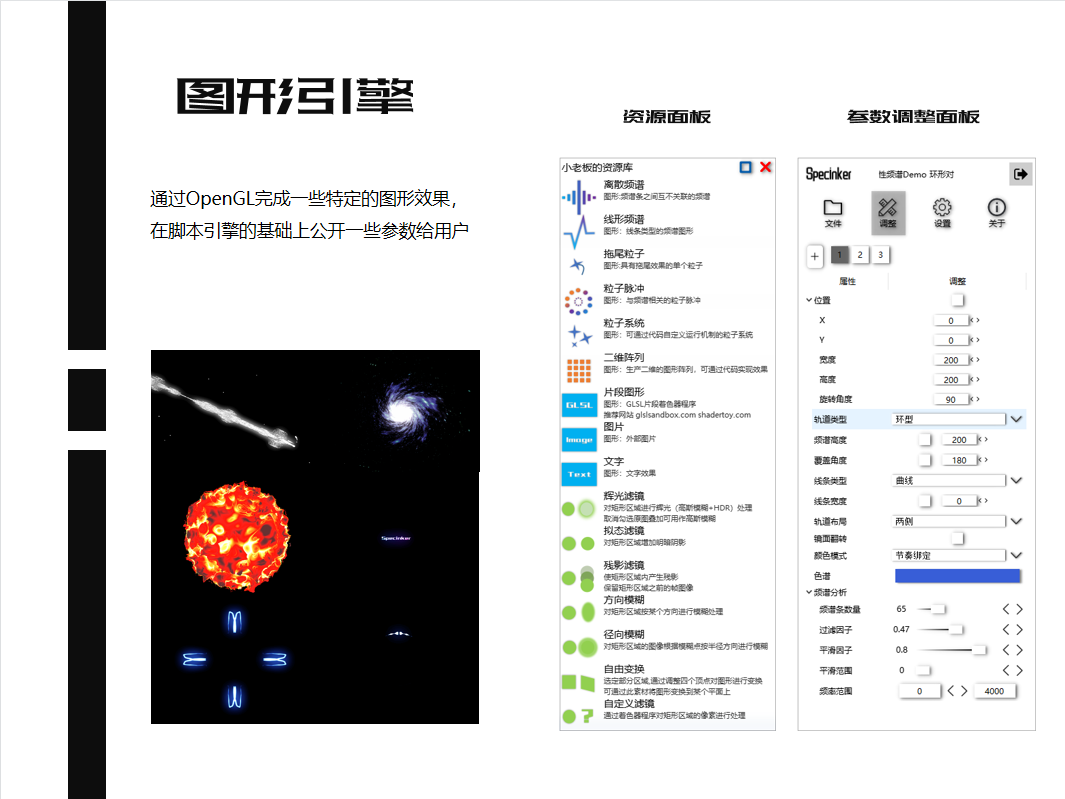 图形引擎
通过OpenGL完成一些特定的图形效果，
在脚本引擎的基础上公开一些参数给用户
Specinker
资源面板
小老板的资源库
离散频谱
图形:频谱条之间互不关联的频谱
线形频谱
图形：线条类型的频谱图形
拖尾粒子
图形:具有拖尾效果的单个粒子
粒子脉冲
图形：与频谱相关的粒子脉冲
粒子系统
图形：可通过代码自定义运行机制的粒子系统
二维阵列
图形：生产二维的图形阵列，可通过代码实现效果
GLSL
片段图形
图形：GLSL片段着色器程序
推荐网站 glslsandbox.com shadertoy.com
Image
图片
图形：外部图片
Text
文字
图形：文字效果
辉光滤镜
对矩形区域进行辉光（高斯模糊+HDR）处理
取消勾选原图叠加可用作高斯模糊
拟态滤镜
对矩形区域增加明暗阴影
残影滤镜
使矩形区域内产生残影
保留矩形区域之前的帧图像
方向模糊
对矩形区域按某个方向进行模糊处理
径向模糊
对矩形区域的图像根据模糊点按半径方向进行模糊
自由变换
选定部分区域,通过调整四个顶点对图形进行变换
可通过此素材将图形变换到某个平面上
自定义滤镜
通过着色器程序对矩形区域的像素进行处理
参数调整面板
Specinker
性频谱Demo 环形对
文件 调整 设置 关于
+ 1 2 3
属性 调整
位置
X 0
Y 0
宽度 200
高度 200
旋转角度 90
轨道类型 环型
频谱高度 200
覆盖角度 180
线条类型 曲线
线条宽度 0
轨道布局 两侧
镜面翻转
颜色模式 节奏绑定
色谱
频谱分析
频谱条数量 65
过滤因子 0.47
平滑因子 0.8
平滑范围 0
频率范围 0 4000